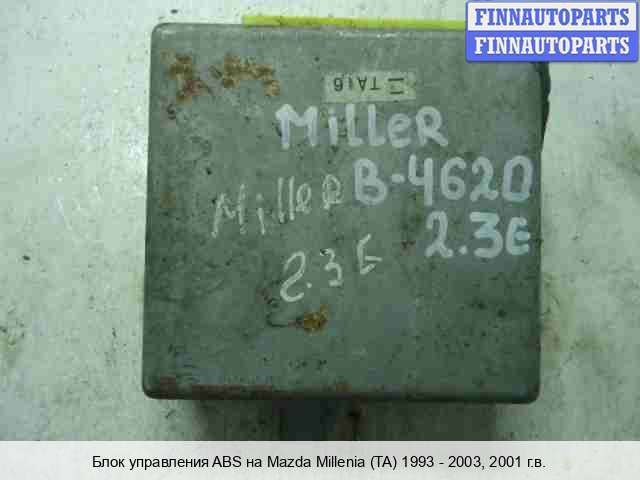 FINNAUTOPARTS
FINNAUTOPARTS
TA16
MilleR
Miller B-4620
2.3E
2.3E
Блок управления ABS на Mazda Millenia (TA) 1993 - 2003, 2001 г.в.